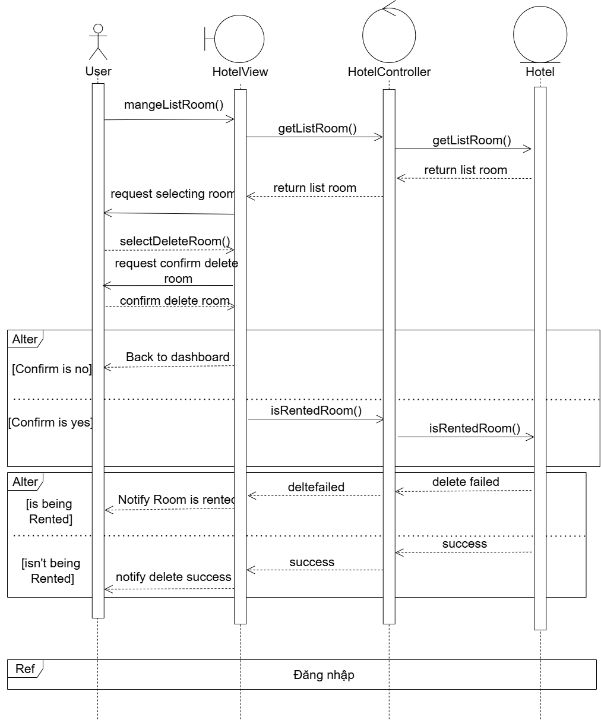 User
HotelView
HotelController
Hotel
mangeListRoom()
getListRoom()
getListRoom()
return list room
return list room
request selecting room
selectDeleteRoom()
request confirm delete
room
confirm delete room
Alter
Back to dashboard
[Confirm is no]
[Confirm is yes]
isRentedRoom()
isRentedRoom()
Alter
delete failed
deltefailed
Notify Room is rented
[is being
Rented]
success
success
[isn't being
Rented]
notify delete success
Ref
Đăng nhập